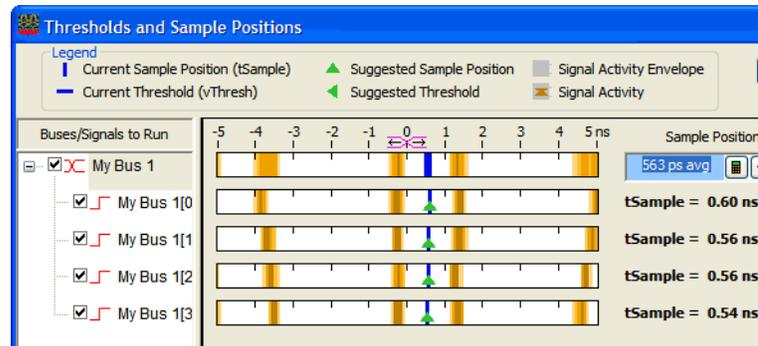 Thresholds and Sample Positions
Legend
Current Sample Position (tSample) Suggested Sample Position Signal Activity Envelope
Current Threshold (vThresh) Suggested Threshold Signal Activity
Buses/Signals to Run -5 -4 -3 -2 -1 0 1 2 3 4 5 ns Sample Position
My Bus 1 563 ps avg
My Bus 1[0 tSample = 0.60 ns
My Bus 1[1 tSample = 0.56 ns
My Bus 1[2 tSample = 0.56 ns
My Bus 1[3 tSample = 0.54 ns